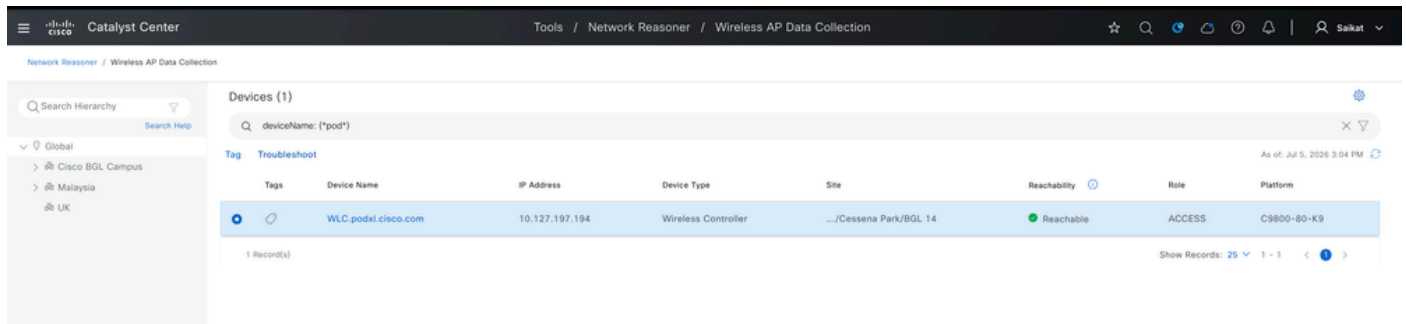 CISCO Catalyst Center Tools / Network Reasoner / Wireless AP Data Collection Saikat
Network Reasoner / Wireless AP Data Collection
Search Hierarchy
Search Help
Global
Cisco BGL Campus
Malaysia
UK
Devices (1)
deviceName: (*pod*)
Tag Troubleshoot As of: Jul 5, 2026 3:04 PM
Tags Device Name IP Address Device Type Site Reachability Role Platform
WLC.podxl.cisco.com 10.127.197.194 Wireless Controller .../Cessena Park/BGL 14 Reachable ACCESS C9800-80-K9
1 Record(s) Show Records: 25 1 - 1 1